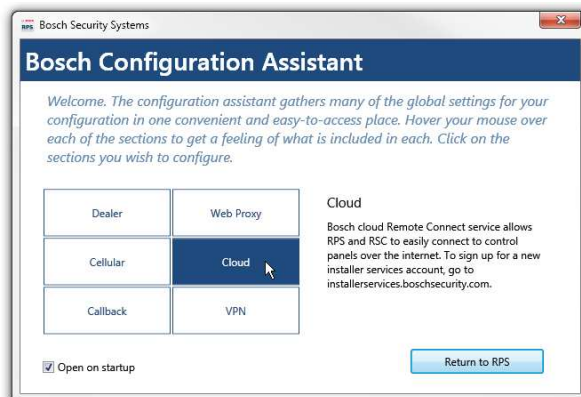 RPS Bosch Security Systems
Bosch Configuration Assistant
Welcome. The configuration assistant gathers many of the global settings for your
configuration in one convenient and easy-to-access place. Hover your mouse over
each of the sections to get a feeling of what is included in each. Click on the
sections you wish to configure.
Dealer
Web Proxy
Cellular
Cloud
Callback
VPN
Cloud
Bosch cloud Remote Connect service allows
RPS and RSC to easily connect to control
panels over the internet. To sign up for a new
installer services account, go to
installerservices.boschsecurity.com.
Open on startup
Return to RPS